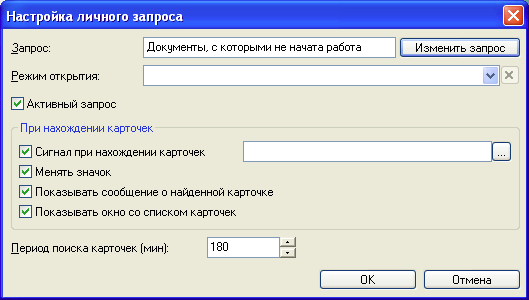 Настройка личного запроса
Запрос: Документы, с которыми не начата работа Изменить запрос
Режим открытия:
Активный запрос
При нахождении карточек
Сигнал при нахождении карточек ...
Менять значок
Показывать сообщение о найденной карточке
Показывать окно со списком карточек
Период поиска карточек (мин): 180
OK Отмена